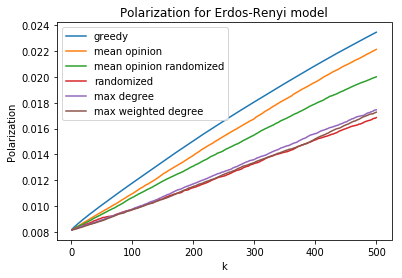 Polarization for Erdos-Renyi model
0.024
0.022
0.020
0.018
0.016
0.014
0.012
0.010
0.008
Polarization
greedy
mean opinion
mean opinion randomized
randomized
max degree
max weighted degree
0 100 200 300 400 500
k